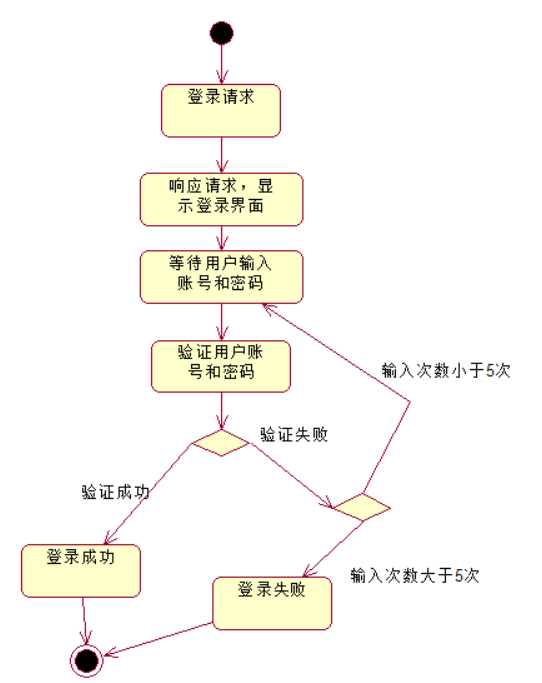 登录请求
响应请求，显
示登录界面
等待用户输入
账号和密码
验证用户账
号和密码
输入次数小于5次
验证失败
验证成功
登录成功
输入次数大于5次
登录失败